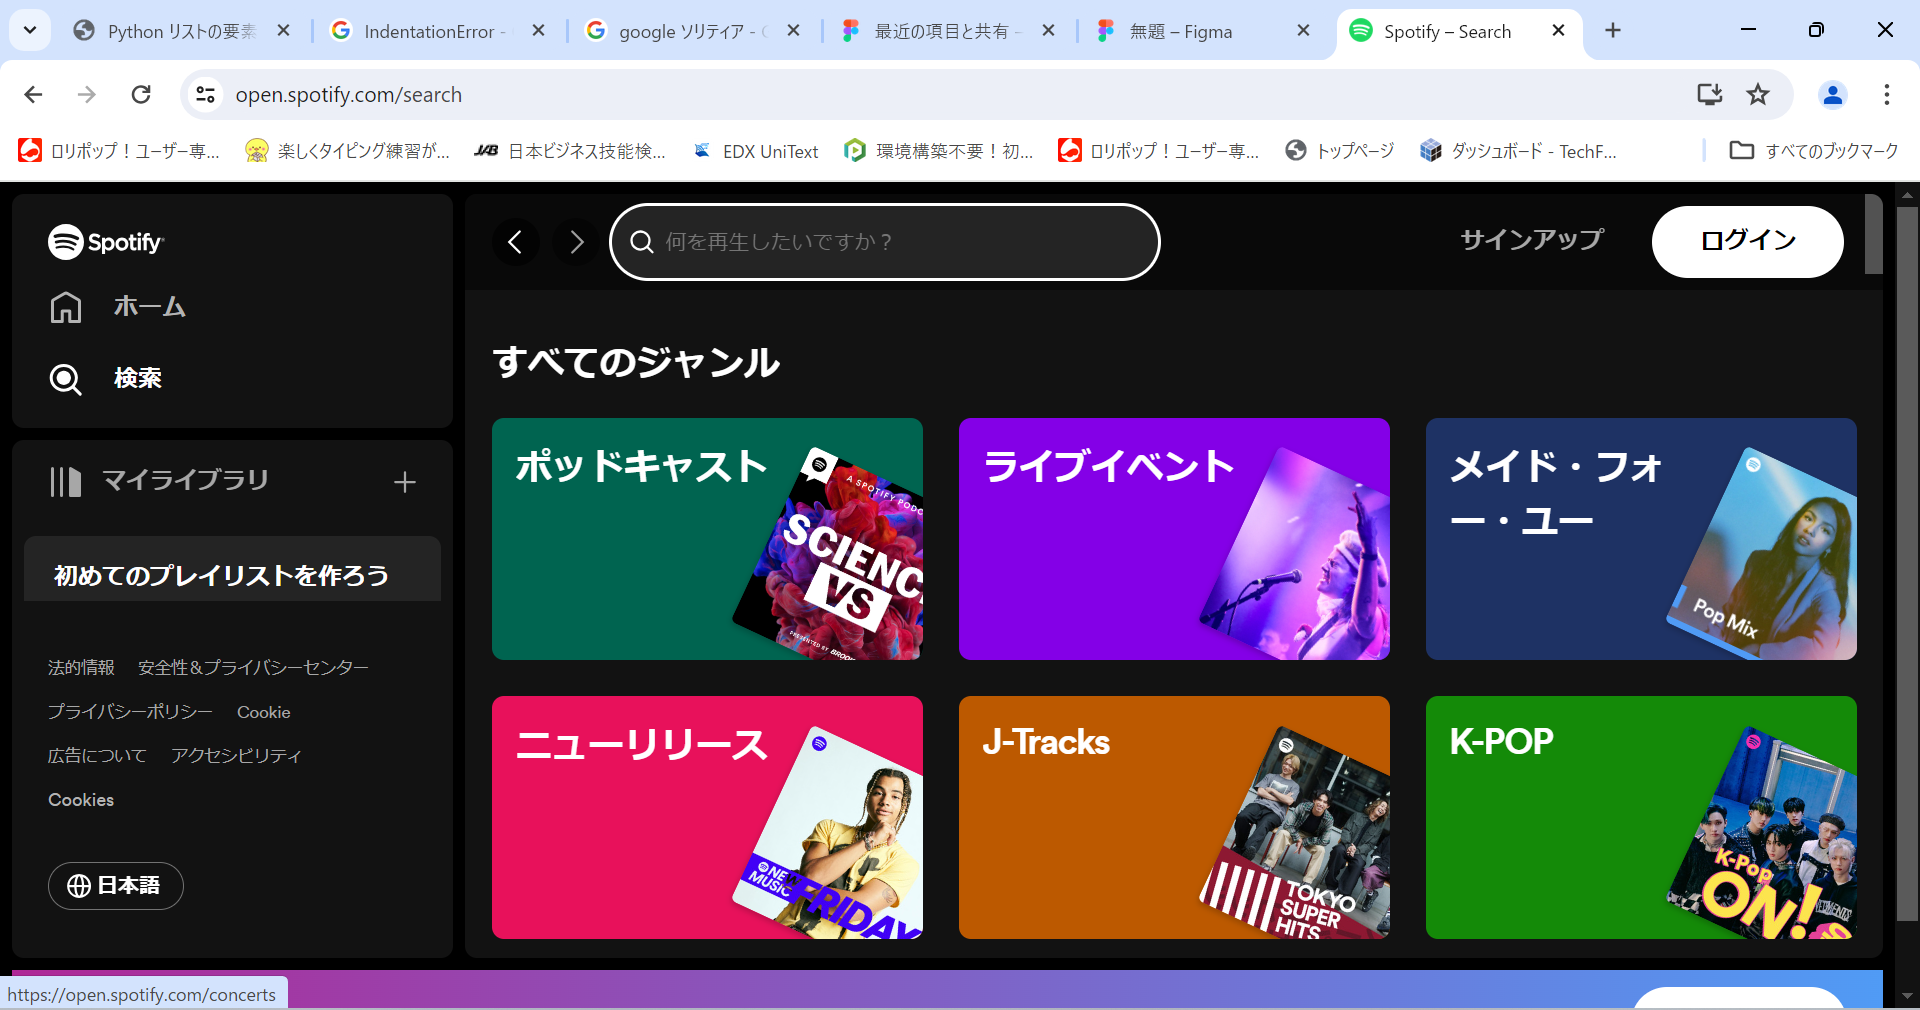 Python リストの要素
IndentationError -
google ソリティア -
最近の項目と共有 –
無題 – Figma
Spotify – Search
open.spotify.com/search
ロリポップ！ユーザー専...
楽しくタイピング練習が...
JAB
日本ビジネス技能検...
EDX UniText
環境構築不要！初...
ロリポップ！ユーザー専...
トップページ
ダッシュボード - TechF...
すべてのブックマーク
Spotify
ホーム
検索
マイライブラリ
初めてのプレイリストを作ろう
法的情報 安全性＆プライバシーセンター
プライバシーポリシー Cookie
広告について アクセシビリティ
Cookies
日本語
何を再生したいですか？
サインアップ
ログイン
すべてのジャンル
ポッドキャスト
A SPOTIFY PODC
SCIENC
VS
PRESENTED BY
ライブイベント
メイド・フォ
ー・ユー
Pop Mix
ニューリリース
NEW
MUSIC
FRIDAY
J-Tracks
TOKYO
SUPER
HITS
K-POP
K-Pop
ON!
https://open.spotify.com/concerts